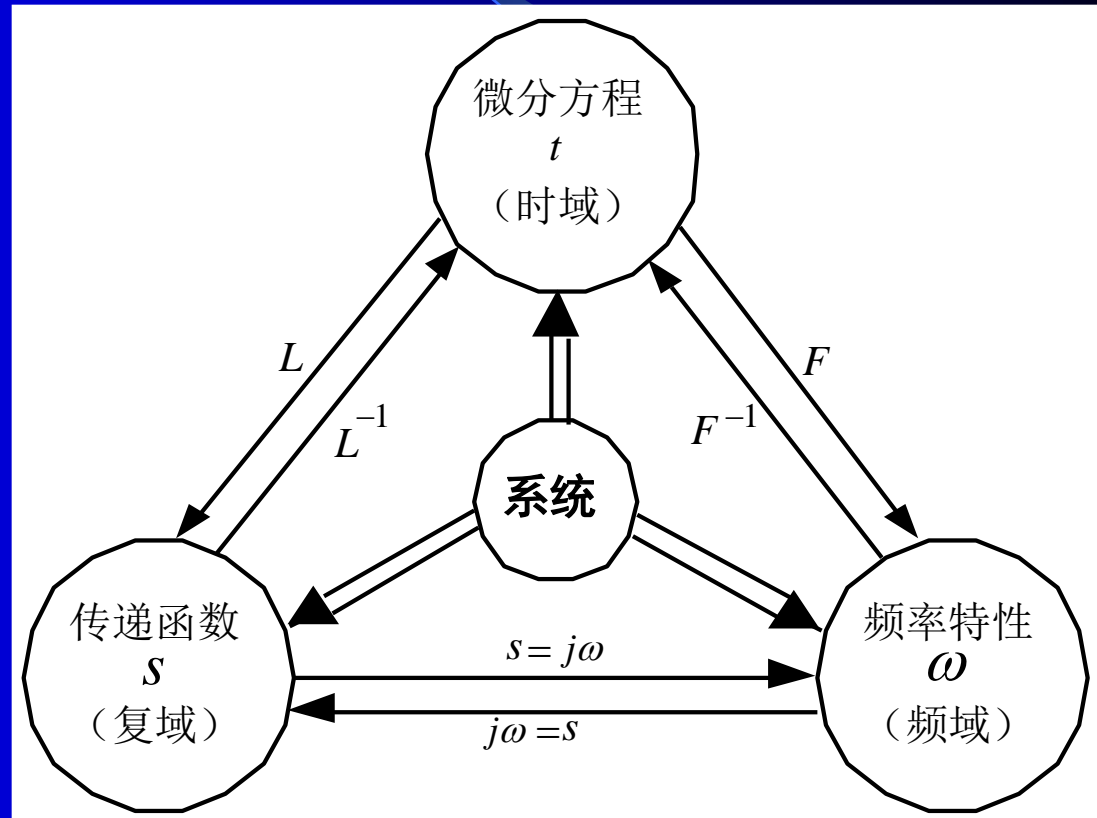 微分方程
t
（时域）
L
L⁻¹
F
F⁻¹
系统
传递函数
s
（复域）
s = jω
jω = s
频率特性
ω
（频域）